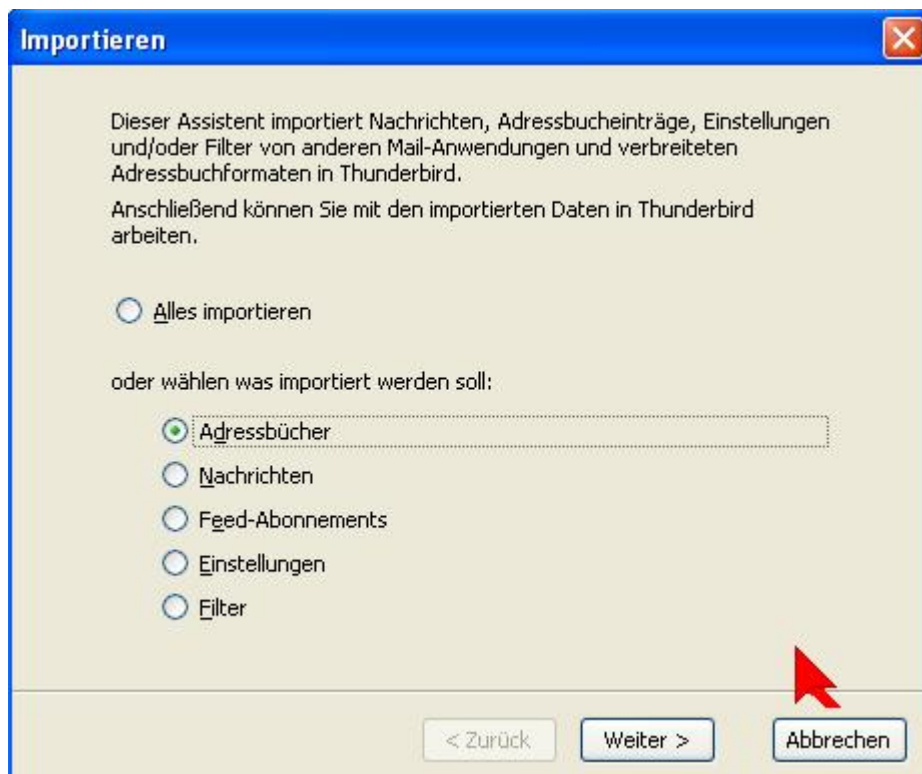 Importieren
Dieser Assistent importiert Nachrichten, Adressbucheinträge, Einstellungen
und/oder Filter von anderen Mail-Anwendungen und verbreiteten
Adressbuchformaten in Thunderbird.
Anschließend können Sie mit den importierten Daten in Thunderbird
arbeiten.
Alles importieren
oder wählen was importiert werden soll:
Adressbücher
Nachrichten
Feed-Abonnements
Einstellungen
Filter
< Zurück Weiter > Abbrechen